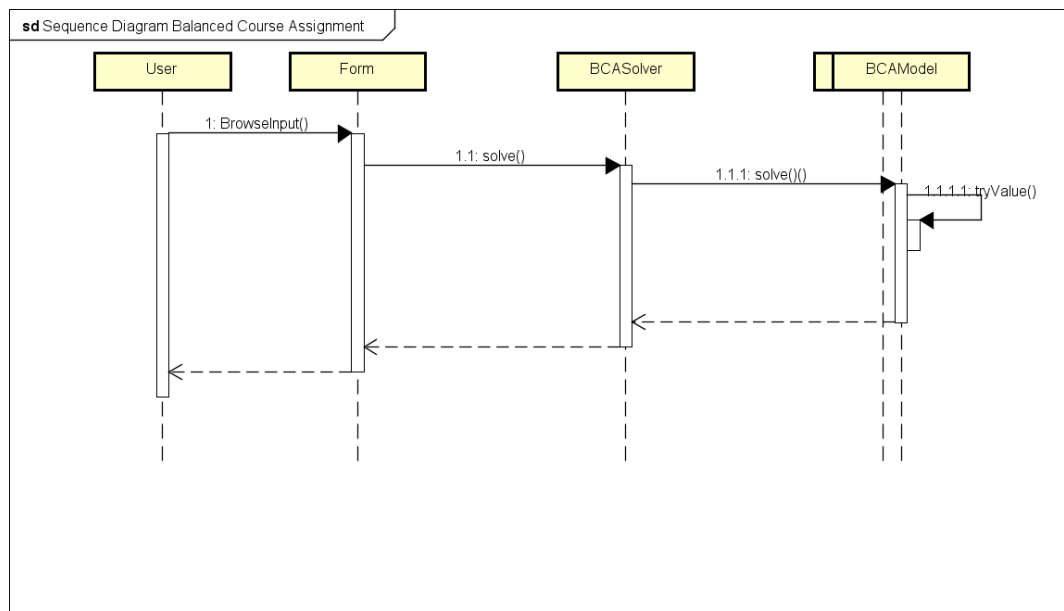 sd Sequence Diagram Balanced Course Assignment
User
Form
BCASolver
BCAModel
1: BrowseInput()
1.1: solve()
1.1.1: solve()()
1.1.1.1: tryValue()